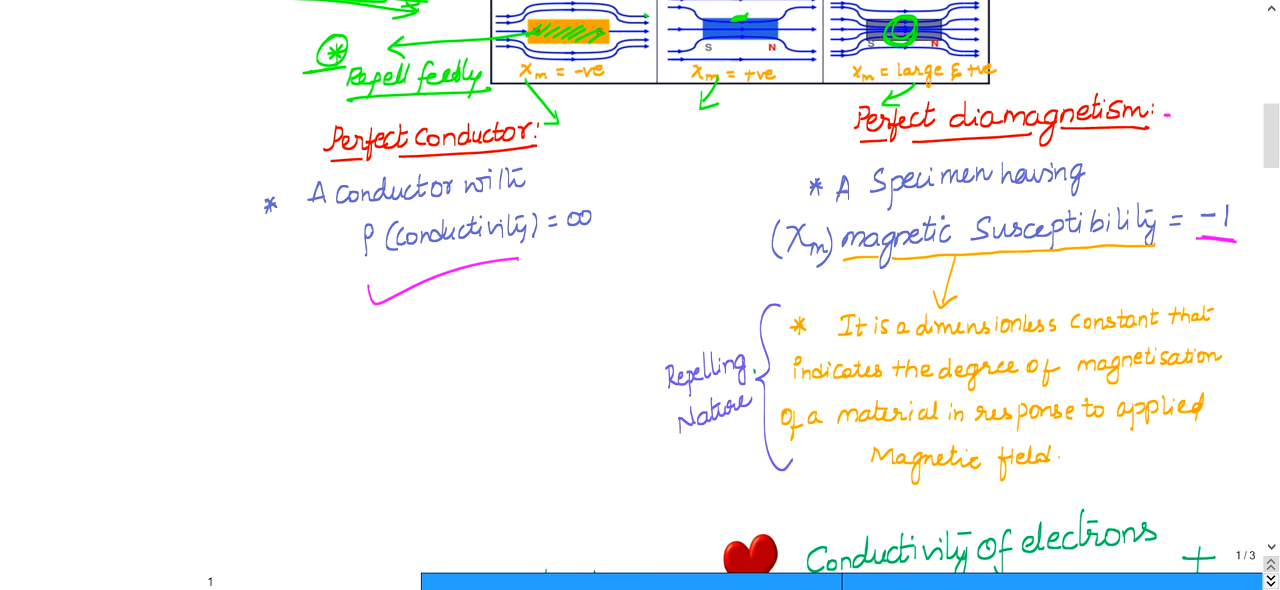 S N
S N
* Repell feebly
χm = -ve
χm = +ve
χm = large & +ve
Perfect conductor:
* A Conductor with
ρ (conductivity) = ∞
Perfect diamagnetism:-
* A Specimen having
(χm) magnetic Susceptibility = -1
Repelling
Nature
* It is a dimensionless constant that
indicates the degree of magnetisation
of a material in response to applied
Magnetic field.
Conductivity of electrons +
1 / 3
1